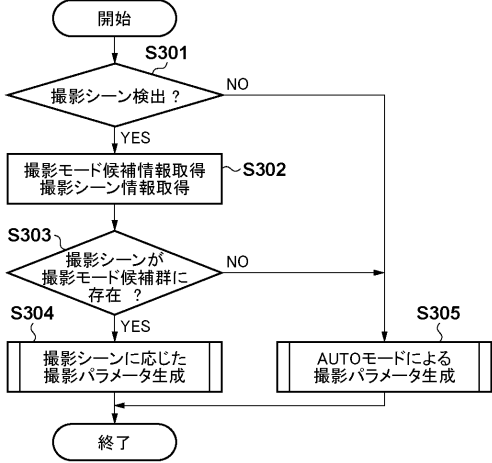 開始
S301
撮影シーン検出?
NO
YES
S302
撮影モード候補情報取得
撮影シーン情報取得
S303
撮影シーンが
撮影モード候補群に
存在 ?
NO
YES
S304
撮影シーンに応じた
撮影パラメータ生成
S305
AUTOモードによる
撮影パラメータ生成
終了